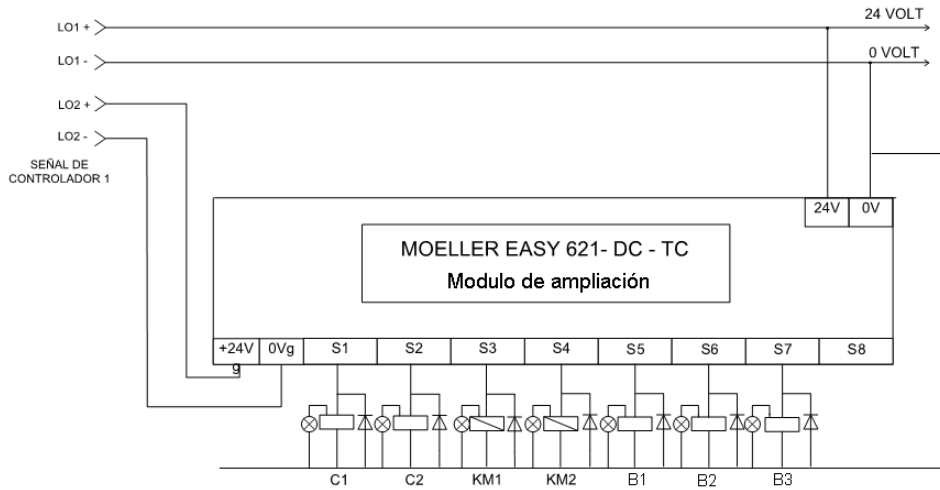 24 VOLT
LO1 +
0 VOLT
LO1 -
LO2 +
LO2 -
SEÑAL DE
CONTROLADOR 1
24V 0V
MOELLER EASY 621- DC - TC
Modulo de ampliación
+24V 0Vg S1 S2 S3 S4 S5 S6 S7 S8
g
C1 C2 KM1 KM2 B1 B2 B3